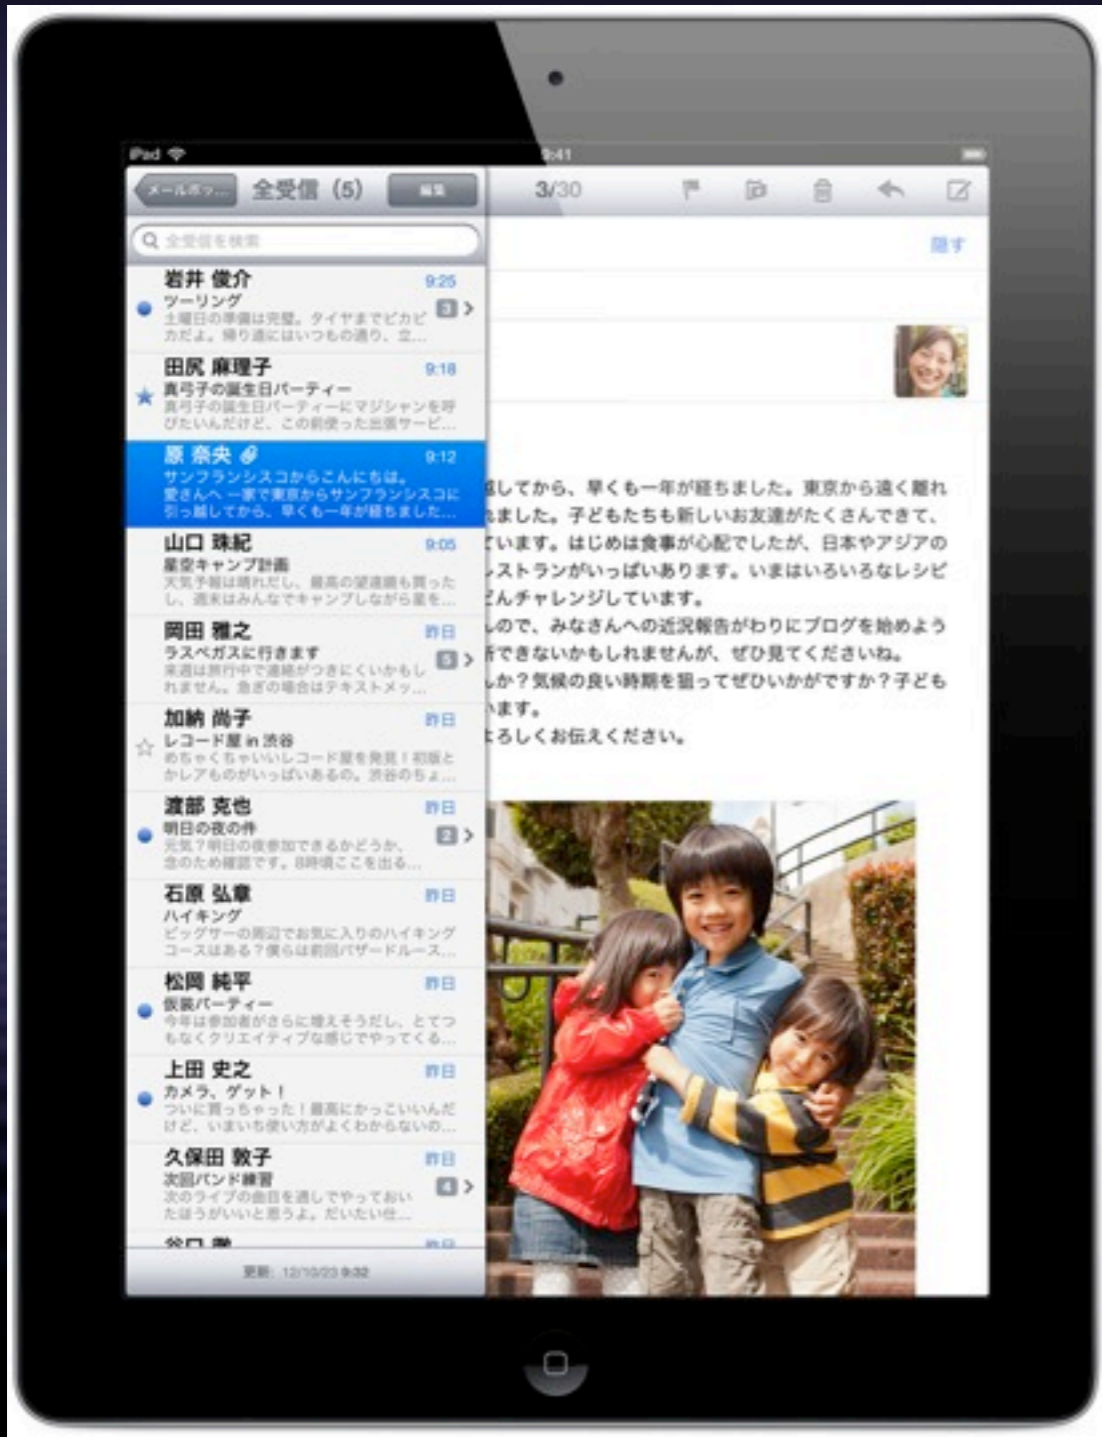 iPad
9:41
メールボッ...
全受信 (5)
編集
3/30
全受信を検索
隠す
岩井 俊介 9:25
ツーリング
3
土曜日の準備は完璧。タイヤまでピカピ
カだよ。帰り道にはいつもの通り、立...
田尻 麻理子 9:18
真弓子の誕生日パーティー
真弓子の誕生日パーティーにマジシャンを呼
びたいんだけど、この前使った出張サービ...
原 奈央 9:12
サンフランシスコからこんにちは。
愛さんへ 一家で東京からサンフランシスコに
引っ越してから、早くも一年が経ちました...
山口 珠紀 9:05
星空キャンプ計画
天気予報は晴れだし、最高の望遠鏡も買った
し、週末はみんなでキャンプしながら星を...
岡田 雅之 昨日
ラスベガスに行きます
5
来週は旅行中で連絡がつきにくいかもし
れません。急ぎの場合はテキストメッ...
加納 尚子 昨日
レコード屋 in 渋谷
めちゃくちゃいいレコード屋を発見!初版と
かレアものがいっぱいあるの。渋谷のちょ...
渡部 克也 昨日
明日の夜の件
2
元気?明日の夜参加できるかどうか、
念のため確認です。8時頃ここを出る...
石原 弘章 昨日
ハイキング
ビッグサーの周辺でお気に入りのハイキング
コースはある?僕らは前回バザードルース...
松岡 純平 昨日
仮装パーティー
今年は参加者がさらに増えそうだし、とてつ
もなくクリエイティブな感じでやってくる...
上田 史之 昨日
カメラ、ゲット!
ついに買っちゃった!最高にかっこいいんだ
けど、いまいち使い方がよくわからないの...
久保田 敦子 昨日
次回バンド練習
4
次のライブの曲目を通してやっておい
たほうがいいと思うよ。だいたい仕...
更新: 12/10/23 9:32
越してから、早くも一年が経ちました。東京から遠く離れ
れました。子どもたちも新しいお友達がたくさんできて、
ています。はじめは食事が心配でしたが、日本やアジアの
レストランがいっぱいあります。いまはいろいろなレシピ
どんチャレンジしています。
しので、みなさんへの近況報告がわりにブログを始めよう
新できないかもしれませんが、ぜひ見てくださいね。
んか?気候の良い時期を狙ってぜひいかがですか?子ども
います。
よろしくお伝えください。